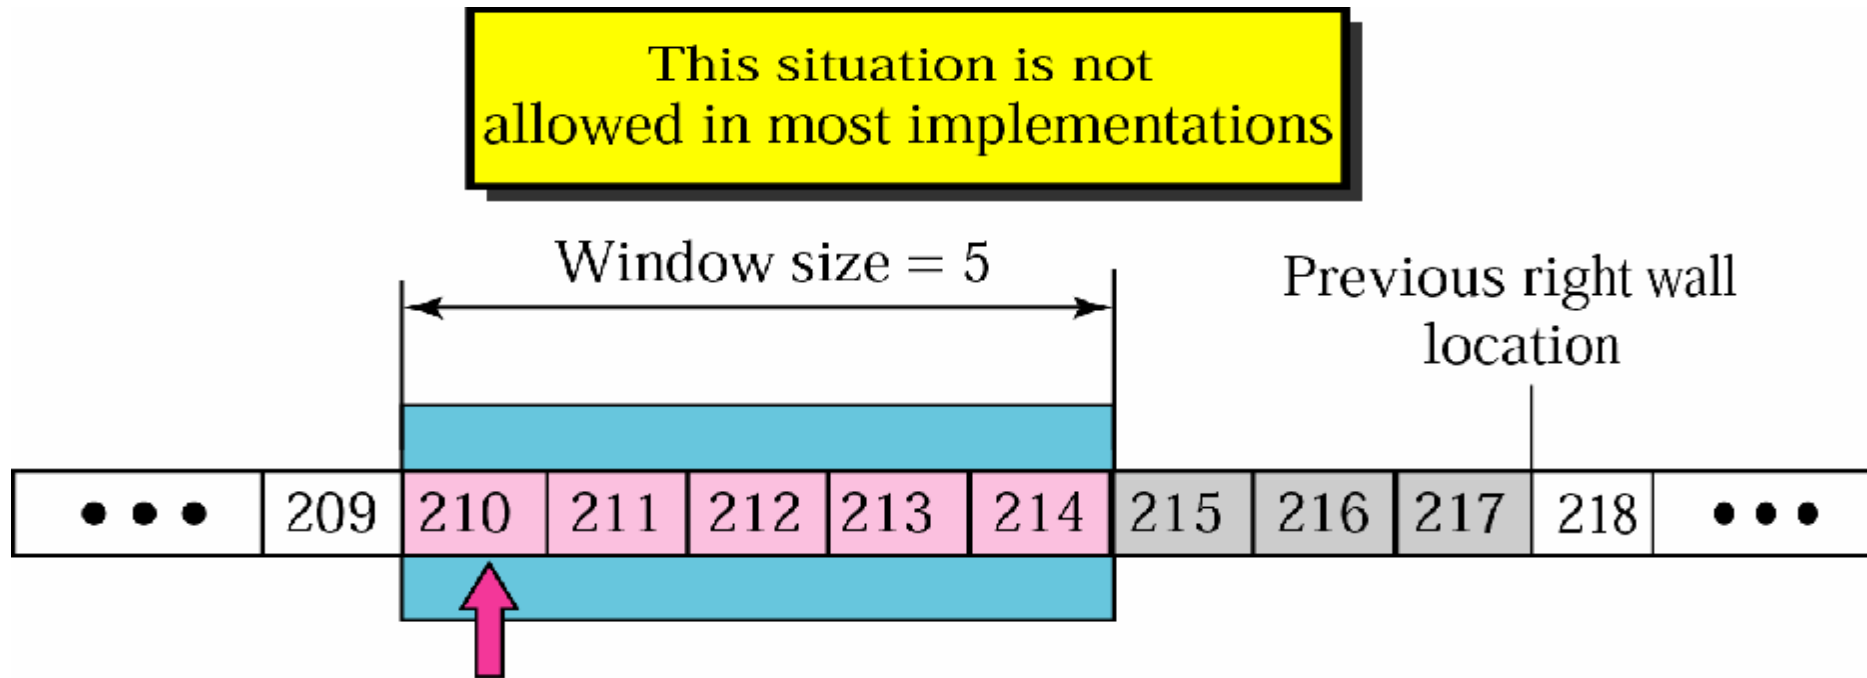 This situation is not
allowed in most implementations
Window size = 5
Previous right wall
location
••• 209 210 211 212 213 214 215 216 217 218 •••